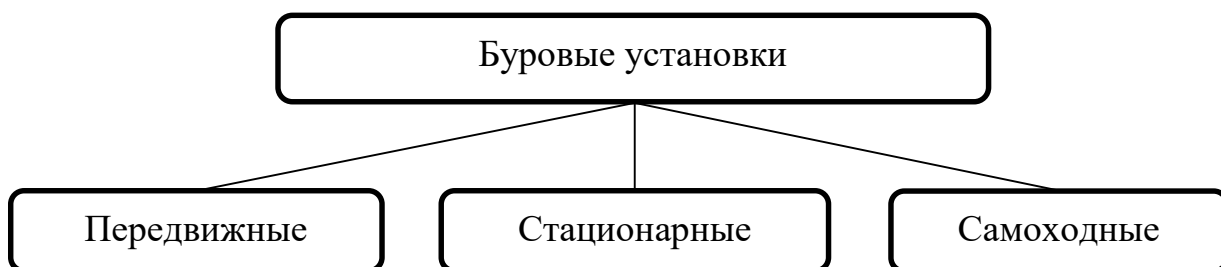 Буровые установки
Передвижные
Стационарные
Самоходные